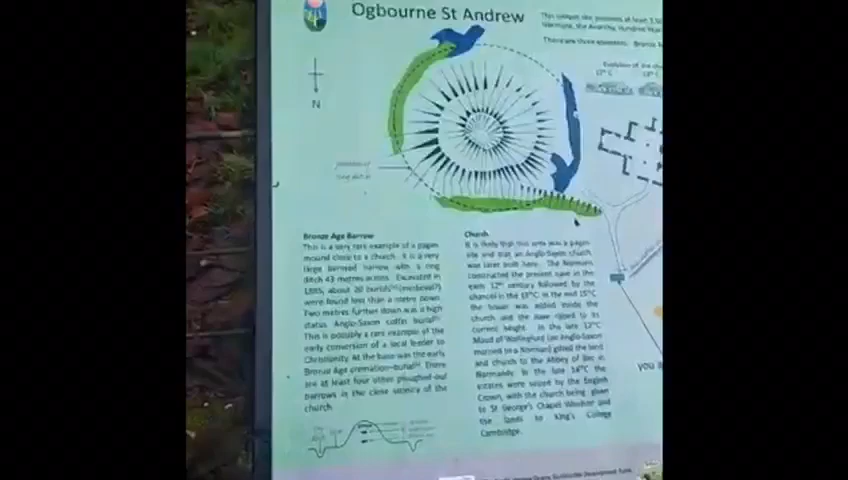 Ogbourne St Andrew
N
Bronze Age Barrow
This is a very rare example of a pagan
mound close to a church. It is a very
large barrow with a ring
ditch 43 metres across. Excavated in
1885, about 20 burials (medieval?)
were found less than a metre down.
Two metres further down was a high
status Anglo-Saxon coffin burial
This is possibly a rare example of the
early conversion of a local leader to
Christianity. At the base was the early
Bronze Age cremation-burial There
are at least four other ploughed-out
barrows in the close vicinity of the
church.
Church
It is likely that this area was a pagan
site and that an Anglo-Saxon church
was later built here. The Normans
constructed the present nave in the
early 12ᵗʰ century followed by the
chancel in the 13ᵗʰC. In the mid 15ᵗʰC
the tower was added inside the
church and the nave raised to its
current height. In the late 12ᵗʰC
Maud of Wallingford (an Anglo-Saxon
married to a Norman) gifted the land
and church to the Abbey of Bec in
Normandy. In the late 14ᵗʰC the
estates were seized by the English
Crown, with the church being given
to St George's Chapel Windsor and
the lands to King's College
Cambridge.